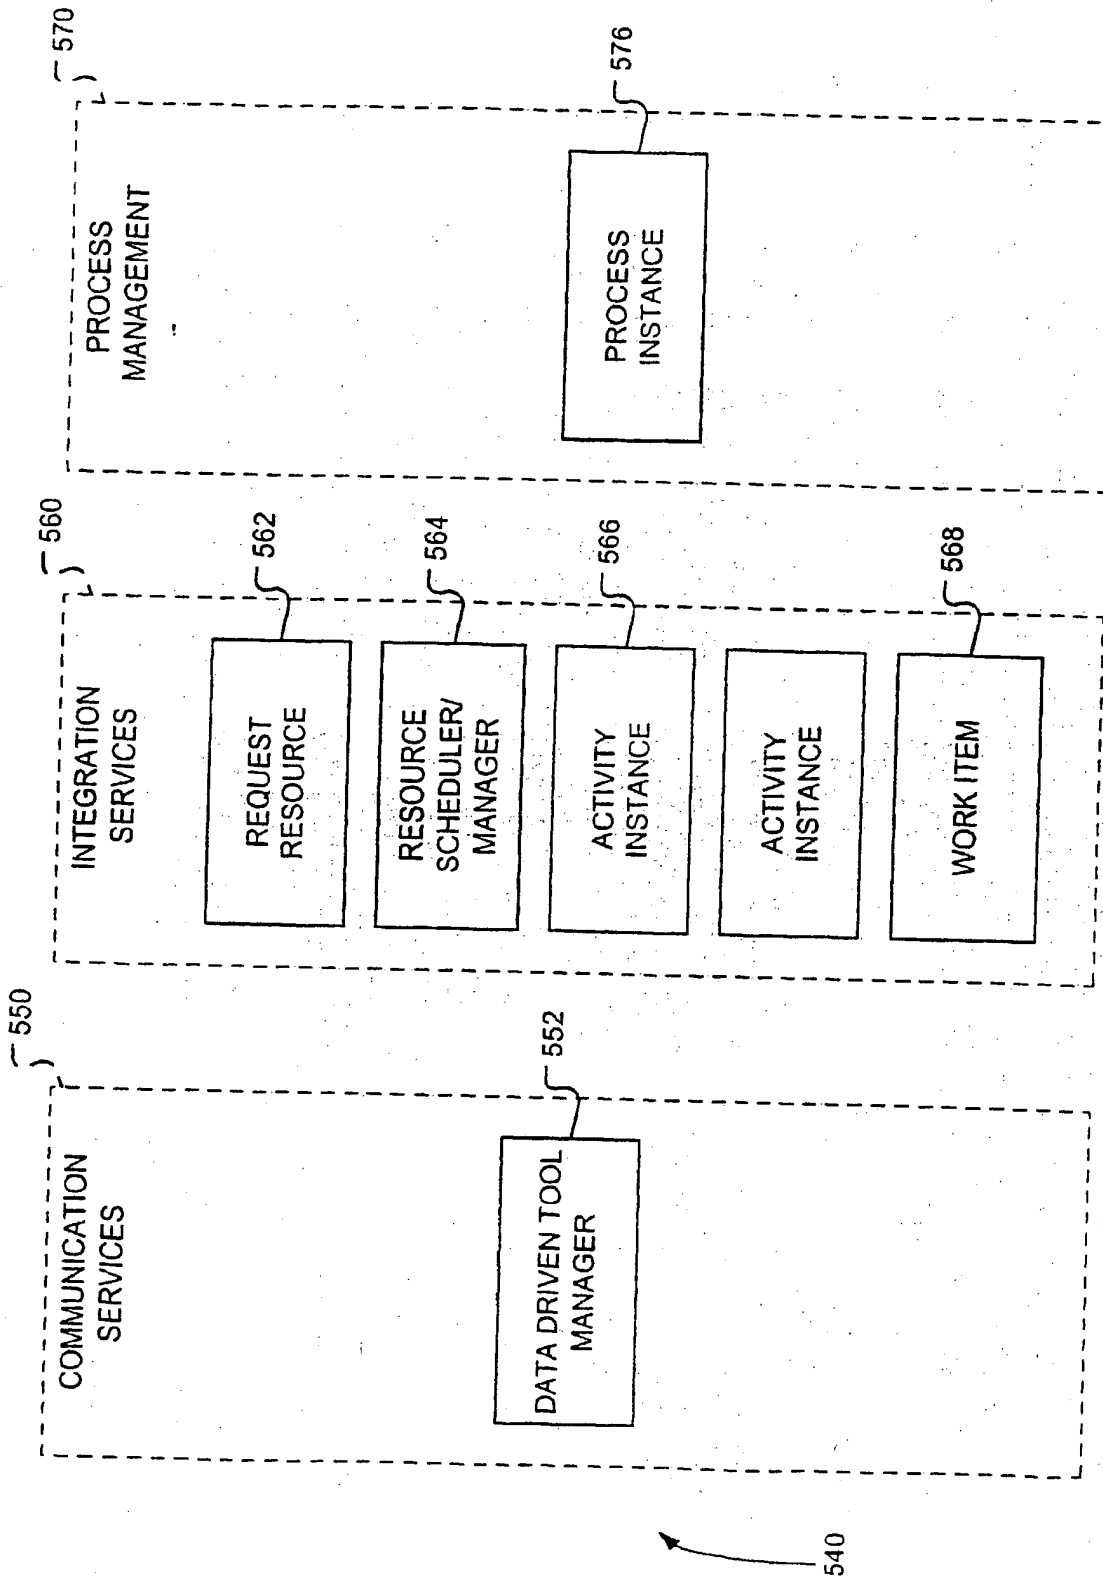 COMMUNICATION
SERVICES
550
DATA DRIVEN TOOL
MANAGER
552
INTEGRATION
SERVICES
560
REQUEST
RESOURCE
562
RESOURCE
SCHEDULER/
MANAGER
564
ACTIVITY
INSTANCE
566
ACTIVITY
INSTANCE
WORK ITEM
568
PROCESS
MANAGEMENT
570
PROCESS
INSTANCE
576
540